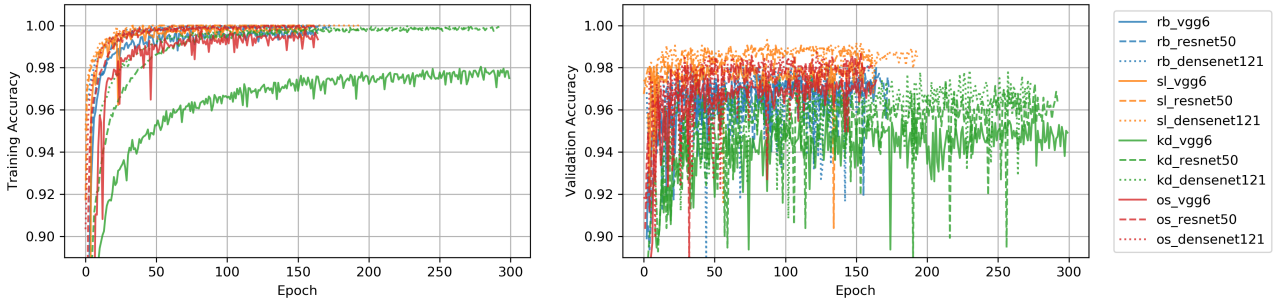 1.00
0.98
0.96
0.94
0.92
0.90
Training Accuracy
0 50 100 150 200 250 300
Epoch
1.00
0.98
0.96
0.94
0.92
0.90
Validation Accuracy
0 50 100 150 200 250 300
Epoch
rb_vgg6
rb_resnet50
rb_densenet121
sl_vgg6
sl_resnet50
sl_densenet121
kd_vgg6
kd_resnet50
kd_densenet121
os_vgg6
os_resnet50
os_densenet121